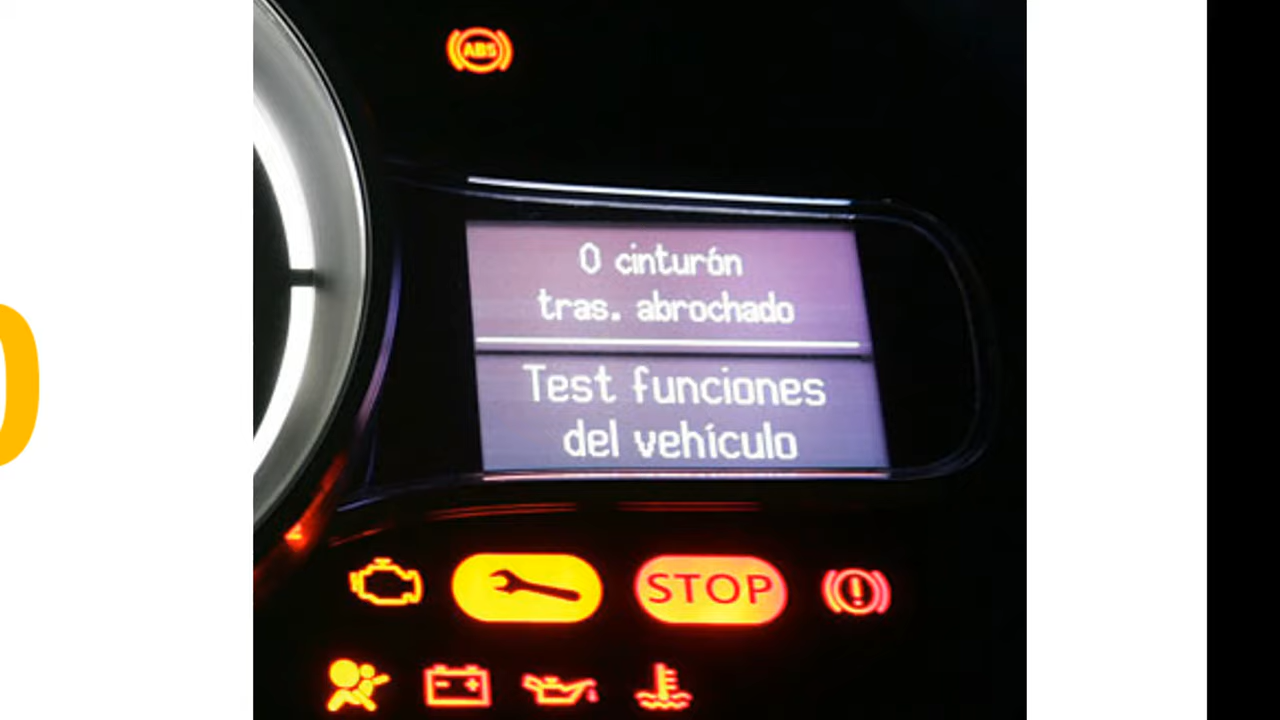 ABS
0 cinturón
tras. abrochado
Test funciones
del vehículo
STOP